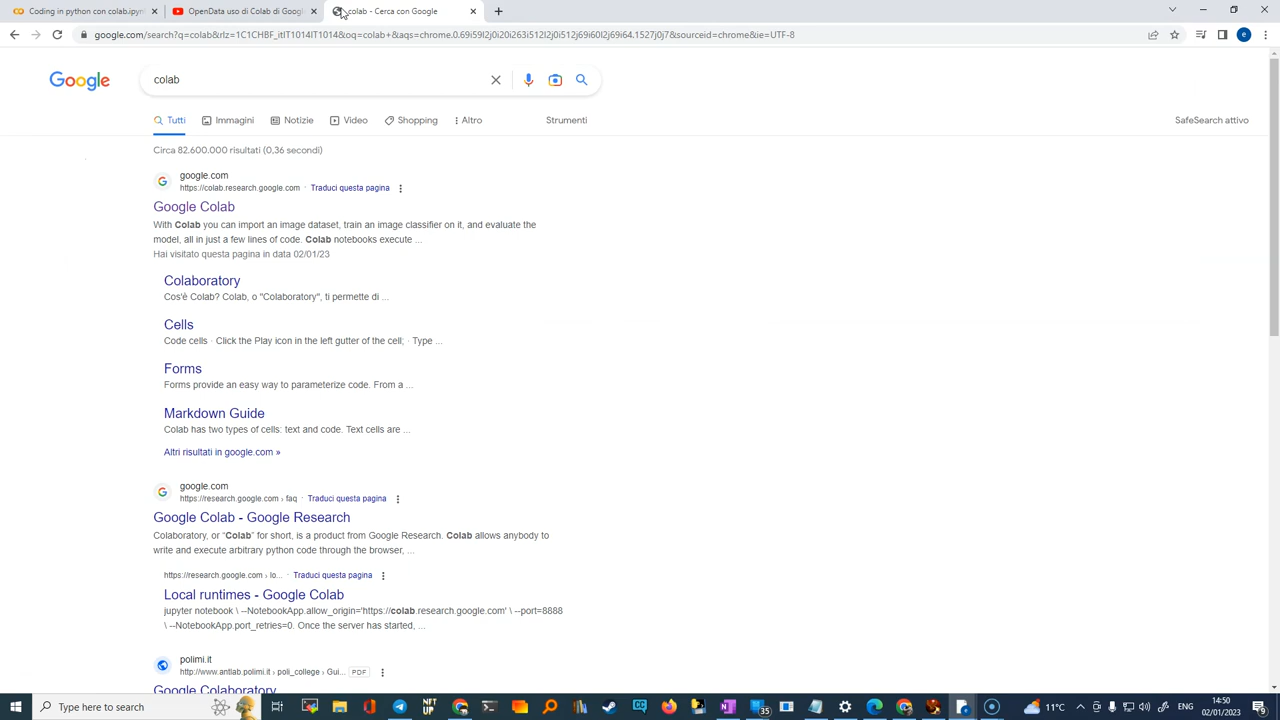 Coding in python con colab.ipynb
OpenData uso di Colab di Googl
colab - Cerca con Google
google.com/search?q=colab&rlz=1C1CHBF_itIT1014IT1014&oq=colab+&aqs=chrome.0.69i59l2j0i20i263i512l2j0i512j69i60l2j69i64.1527j0j7&sourceid=chrome&ie=UTF-8
e
Google
colab
Tutti
Immagini
Notizie
Video
Shopping
Altro
Strumenti
SafeSearch attivo
Circa 82.600.000 risultati (0,36 secondi)
google.com
https://colab.research.google.com · Traduci questa pagina
Google Colab
With Colab you can import an image dataset, train an image classifier on it, and evaluate the
model, all in just a few lines of code. Colab notebooks execute ...
Hai visitato questa pagina in data 02/01/23
Colaboratory
Cos'è Colab? Colab, o "Colaboratory", ti permette di ...
Cells
Code cells · Click the Play icon in the left gutter of the cell; · Type ...
Forms
Forms provide an easy way to parameterize code. From a ...
Markdown Guide
Colab has two types of cells: text and code. Text cells are ...
Altri risultati in google.com »
google.com
https://research.google.com › faq · Traduci questa pagina
Google Colab - Google Research
Colaboratory, or “Colab” for short, is a product from Google Research. Colab allows anybody to
write and execute arbitrary python code through the browser, ...
https://research.google.com › lo... · Traduci questa pagina
Local runtimes - Google Colab
jupyter notebook \ --NotebookApp.allow_origin='https://colab.research.google.com' \ --port=8888
\ --NotebookApp.port_retries=0. Once the server has started, ...
polimi.it
http://www.antlab.polimi.it › poli_college › Gui... PDF
Google Colaboratory
Type here to search
NFT
UP
35
11°C
ENG
14:50
02/01/2023